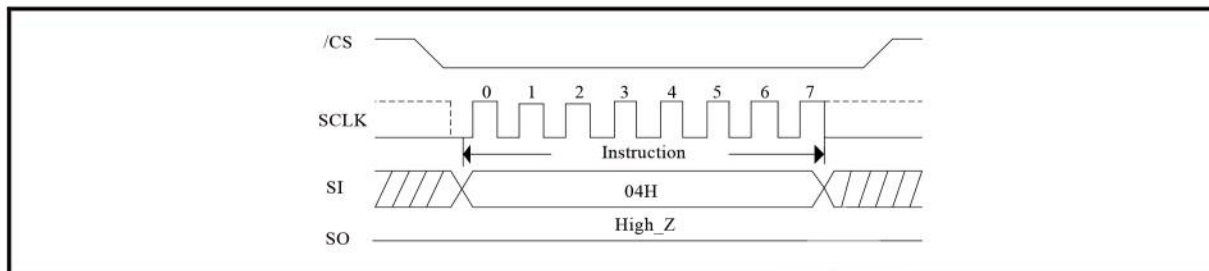 /CS
0 1 2 3 4 5 6 7
SCLK
Instruction
SI
04H
High_Z
SO